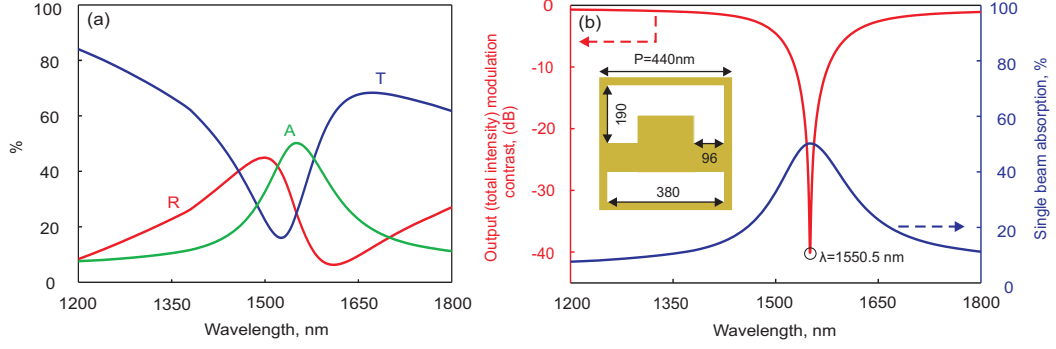 (a)
100
80
60
40
20
0
%
T
A
R
1200
1350
1500
1650
1800
Wavelength, nm
(b)
0
-10
-20
-30
-40
Output (total intensity) modulation
contrast, (dB)
P=440nm
190
96
380
λ=1550.5 nm
100
80
60
40
20
0
Single beam absorption, %
1200
1350
1500
1650
1800
Wavelength, nm